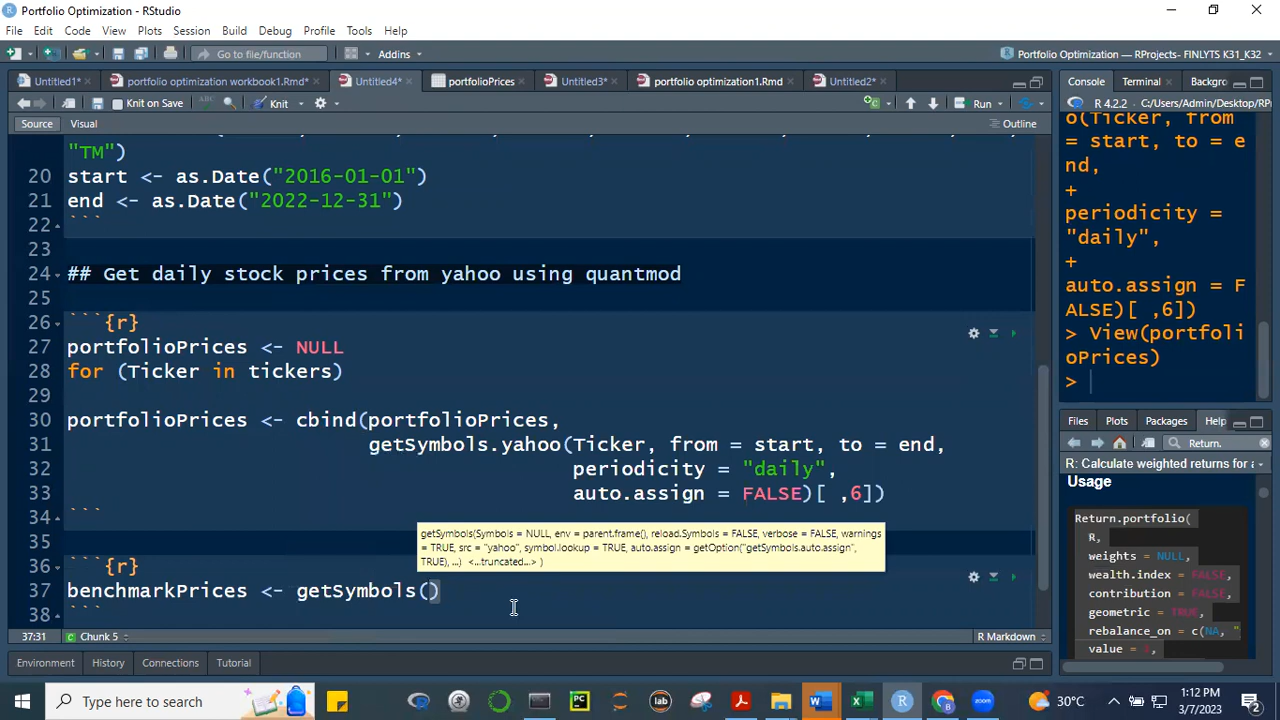 Portfolio Optimization - RStudio
File Edit Code View Plots Session Build Debug Profile Tools Help
Go to file/function Addins Portfolio Optimization — RProjects- FINLYTS K31_K32
Untitled1* portfolio optimization workbook1.Rmd* Untitled4* portfolioPrices Untitled3* portfolio optimization1.Rmd Untitled2*
Knit on Save ABC Knit Run
Source Visual Outline
"TM")
20 start <- as.Date("2016-01-01")
21 end <- as.Date("2022-12-31")
22 ```
23
24 ## Get daily stock prices from yahoo using quantmod
25
26 ```{r}
27 portfolioPrices <- NULL
28 for (Ticker in tickers)
29
30 portfolioPrices <- cbind(portfolioPrices,
31 getSymbols.yahoo(Ticker, from = start, to = end,
32 periodicity = "daily",
33 auto.assign = FALSE)[ ,6])
34 ```
35
getSymbols(Symbols = NULL, env = parent.frame(), reload.Symbols = FALSE, verbose = FALSE, warnings
= TRUE, src = "yahoo", symbol.lookup = TRUE, auto.assign = getOption("getSymbols.auto.assign",
TRUE), ...) <...truncated...> )
36 ```{r}
37 benchmarkPrices <- getSymbols()
38 ```
37:31 Chunk 5 R Markdown
Environment History Connections Tutorial
Console Terminal Backgro
R 4.2.2 C:/Users/Admin/Desktop/RP
o(Ticker, from
= start, to = e
nd,
+
periodicity =
"daily",
+
auto.assign = F
ALSE)[ ,6])
> View(portfoli
oPrices)
>
Files Plots Packages Help
Return.
R: Calculate weighted returns for a
Usage
Return.portfolio(
R,
weights = NULL,
wealth.index = FALSE,
contribution = FALSE,
geometric = TRUE,
rebalance_on = c(NA, "
value = 1,
Type here to search
PC
lab
zoom
30°C
1:12 PM
3/7/2023